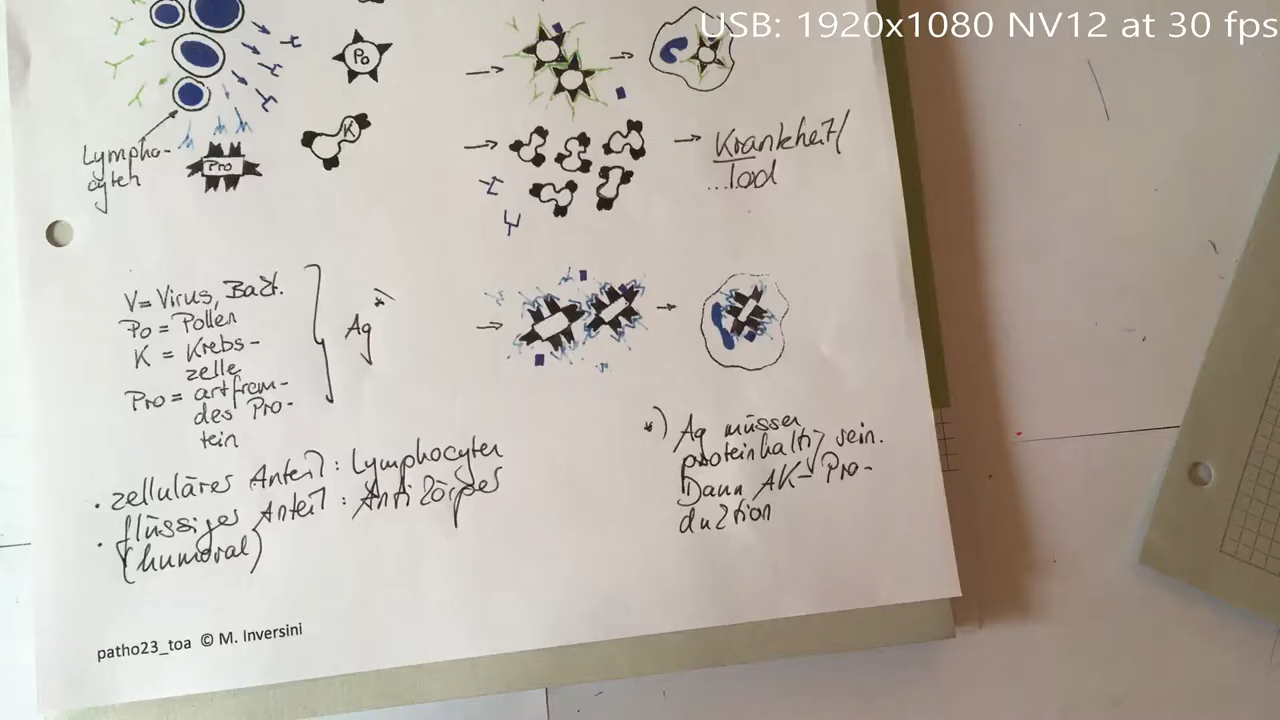 USB: 1920x1080 NV12 at 30 fps
Po
K
Lympho-
cyten
Pro
Krankheit/
...Tod
V= Virus, Bakt.
Po = Pollen
K = Krebs-
zelle
Pro = artfrem-
des Pro-
tein
Ag*)
*) Ag müssen
proteinhaltig sein.
Dann AK-Pro-
duktion
• zelluläres Anteil: Lymphocyten
• flüssiges Anteil: Antikörper
(humoral)
patho23_toa © M. Inversini